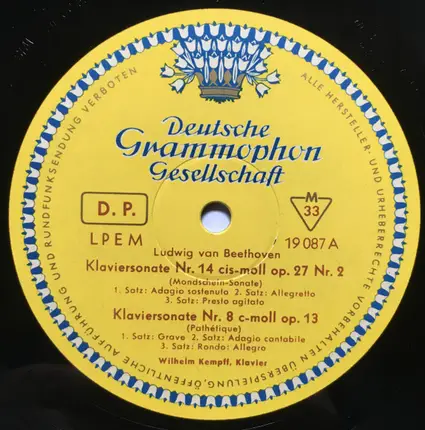 Deutsche
Grammophon
Gesellschaft
D. P.
M
33
LPEM
19 087 A
Ludwig van Beethoven
Klaviersonate Nr. 14 cis-moll op. 27 Nr. 2
(Mondschein-Sonate)
1. Satz: Adagio sostenuto 2. Satz: Allegretto
3. Satz: Presto agitato
Klaviersonate Nr. 8 c-moll op. 13
(Pathétique)
1. Satz: Grave 2. Satz: Adagio cantabile
3. Satz: Rondo: Allegro
Wilhelm Kempff, Klavier
ALLE HERSTELLER- UND URHEBERRECHTE VORBEHALTEN ÜBERSPIELUNG, ÖFFENTLICHE AUFFÜHRUNG UND RUNDFUNKSENDUNG VERBOTEN